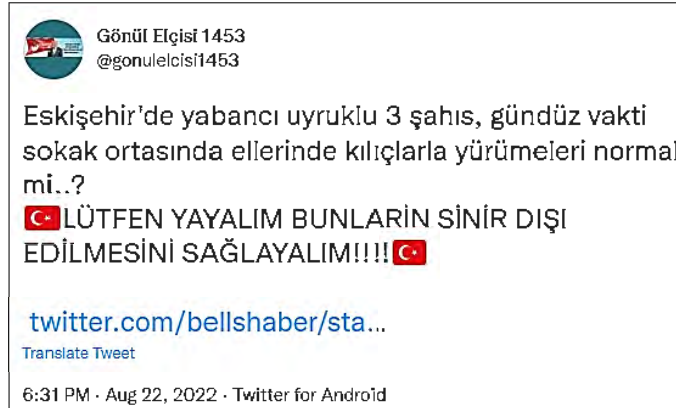 Gönül Elçisi 1453
@gonulelcisi1453
Eskişehir'de yabancı uyruklu 3 şahıs, gündüz vakti
sokak ortasında ellerinde kılıçlarla yürümeleri normal
mi..?
🇹🇷LÜTFEN YAYALIM BUNLARİN SİNİR DIŞI
EDİLMESİNİ SAĞLAYALIM!!!!🇹🇷
twitter.com/bellshaber/sta...
Translate Tweet
6:31 PM · Aug 22, 2022 · Twitter for Android